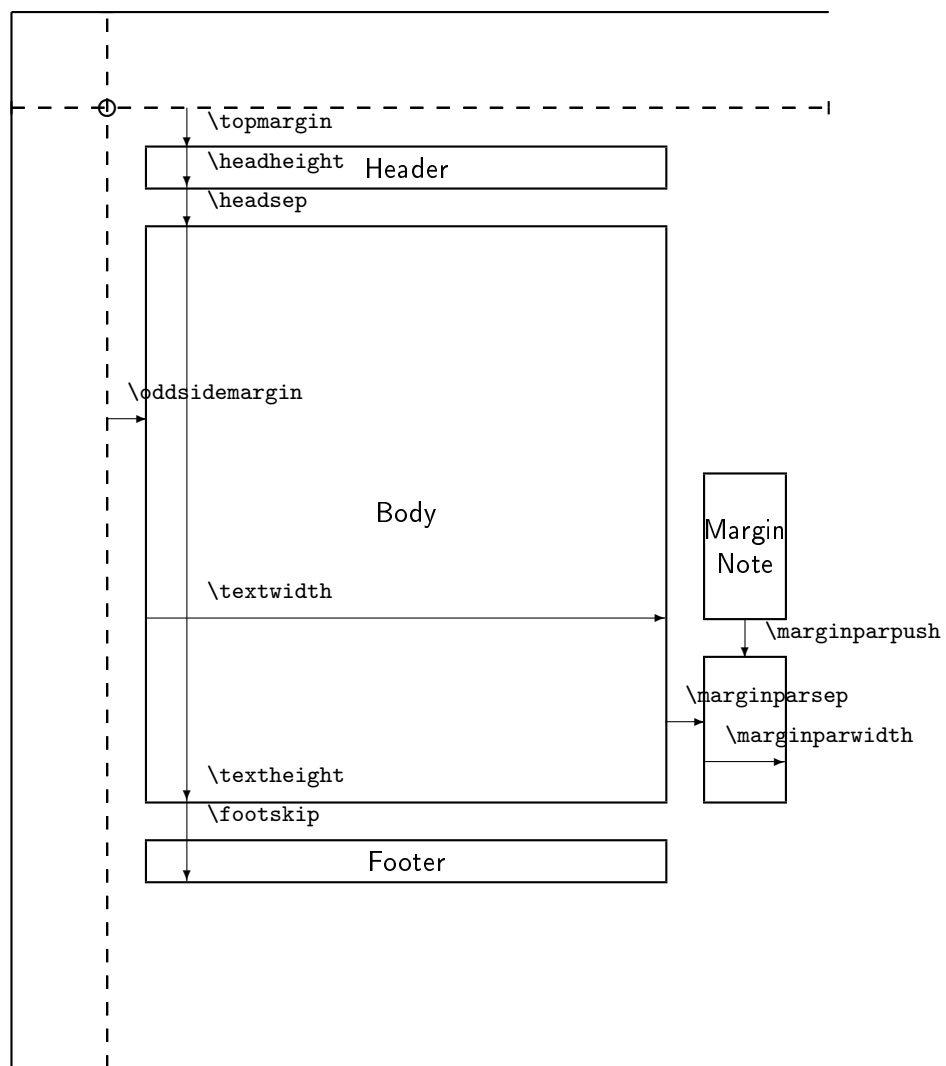 \topmargin
\headheight
Header
\headsep
\oddsidemargin
Body
Margin
Note
\textwidth
\marginparpush
\marginparsep
\marginparwidth
\textheight
\footskip
Footer